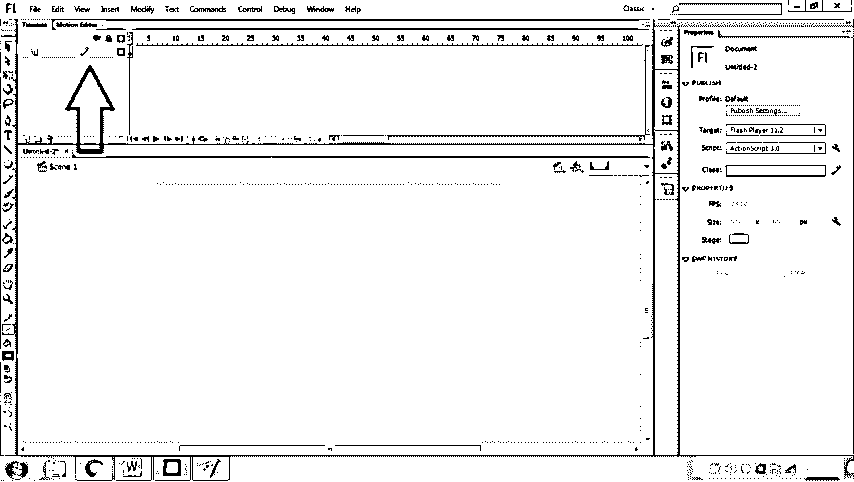 Fl File Edit View Insert Modify Text Commands Control Debug Window Help Classic
Timeline Motion Editor
5 10 15 20 25 30 35 40 45 50 55 60 65 70 75 80 85 90 95 100
Untitled-2*
Scene 1
Properties
Fl
Document
Untitled-2
PUBLISH
Profile: Default
Publish Settings...
Target: Flash Player 11.2
Script: ActionScript 3.0
Class:
PROPERTIES
FPS:
Size: x px
Stage:
SWF HISTORY
W